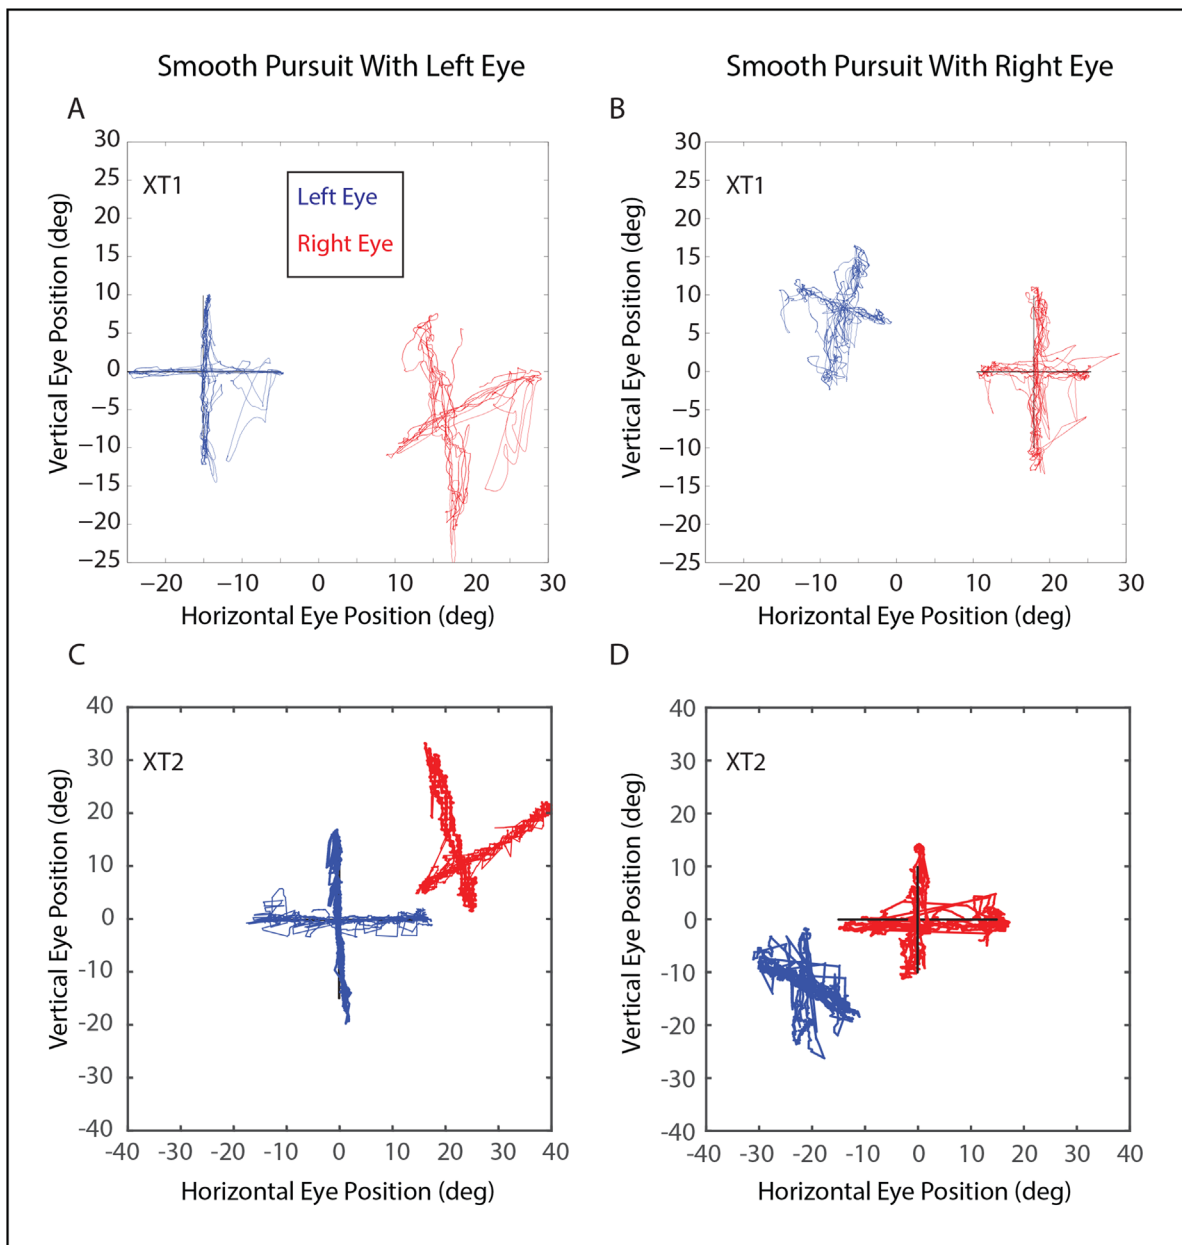 Smooth Pursuit With Left Eye
Smooth Pursuit With Right Eye
A
B
XT1
Left Eye
Right Eye
30
25
20
15
10
5
0
−5
−10
−15
−20
−25
Vertical Eye Position (deg)
−20 −10 0 10 20 30
Horizontal Eye Position (deg)
XT1
30
25
20
15
10
5
0
−5
−10
−15
−20
−25
Vertical Eye Position (deg)
−20 −10 0 10 20 30
Horizontal Eye Position (deg)
C
D
XT2
40
30
20
10
0
-10
-20
-30
-40
Vertical Eye Position (deg)
-40 -30 -20 -10 0 10 20 30 40
Horizontal Eye Position (deg)
XT2
40
30
20
10
0
-10
-20
-30
-40
Vertical Eye Position (deg)
-40 -30 -20 -10 0 10 20 30 40
Horizontal Eye Position (deg)